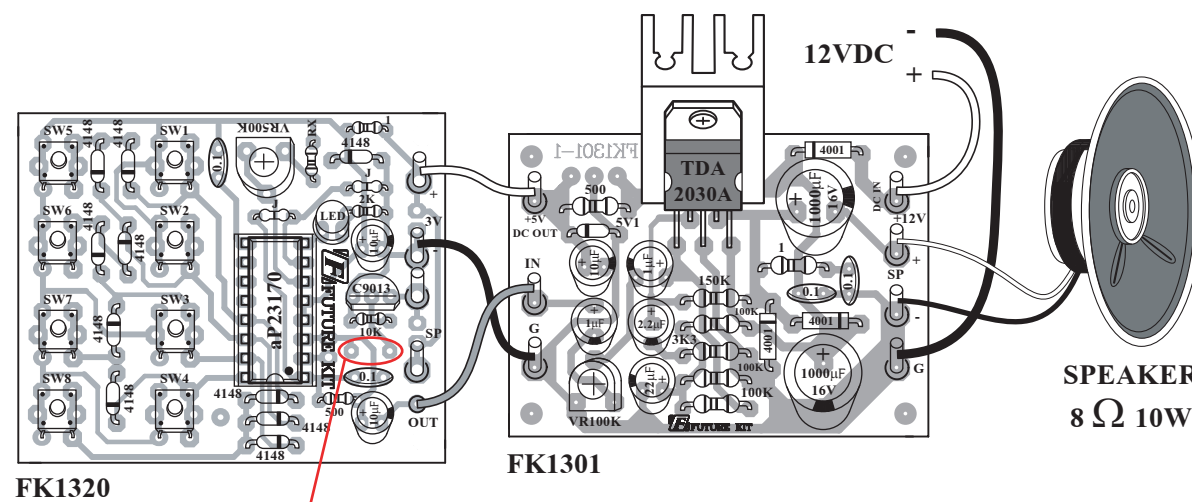 SW5
4148
4148
SW1
VR500K
RX
1
4148
0.1
J
2K
J
LED
+
3V
-
10µF
SW6
4148
4148
SW2
aP23170
FUTURE KIT
C9013
10K
SP
SW7
4148
SW3
0.1
SW8
4148
SW4
4148
500
10µF
OUT
4148
4148
FK1320
FK1301-1
TDA
2030A
+5V
DC OUT
500
5V1
4001
1000µF
16V
DC IN
+12V
IN
10µF
1µF
1
0.1
0.1
+
SP
-
150K
100K
1µF
2.2µF
3K3
4001
4001
G
100K
100K
VR100K
22µF
1000µF
16V
G
FUTURE KIT
FK1301
12VDC
-
+
SPEAKER
8 Ω 10W